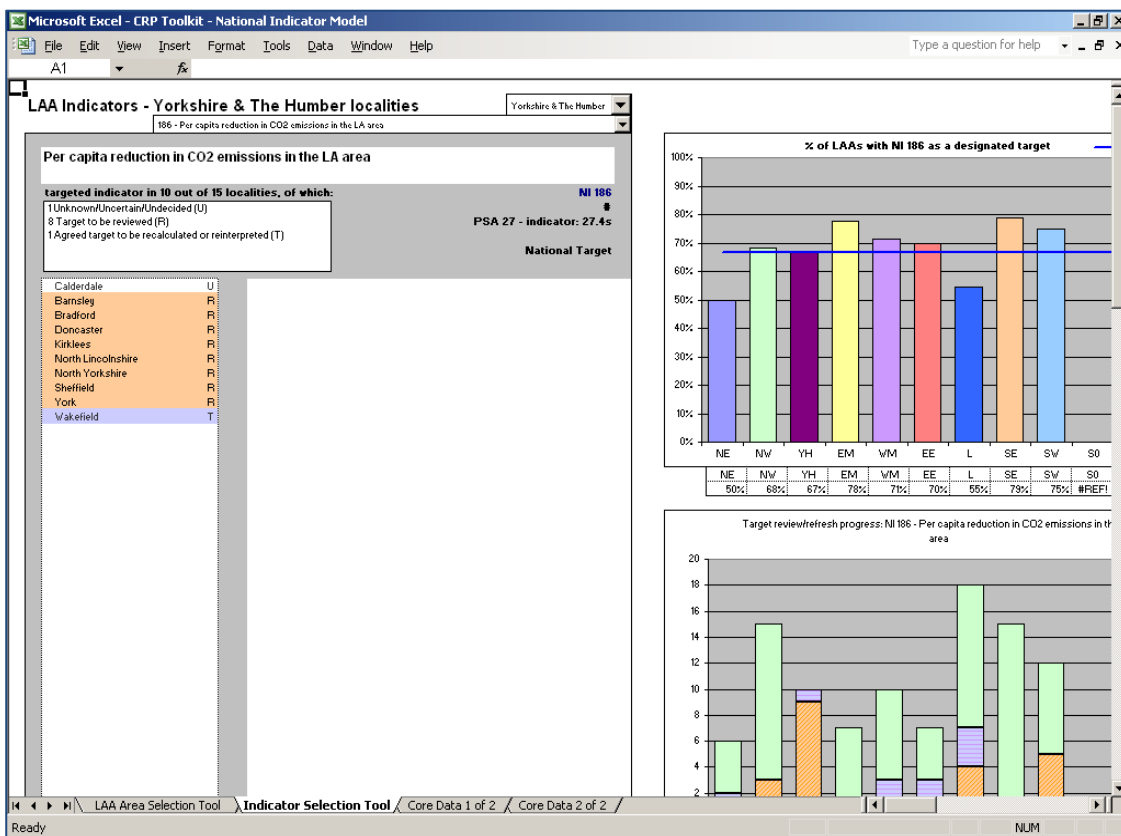 Microsoft Excel - CRP Toolkit - National Indicator Model
File Edit View Insert Format Tools Data Window Help
Type a question for help
A1 fx
LAA Indicators - Yorkshire & The Humber localities
Yorkshire & The Humber
186 - Per capita reduction in CO2 emissions in the LA area
Per capita reduction in CO2 emissions in the LA area
targeted indicator in 10 out of 15 localities, of which:
1 Unknown/Uncertain/Undecided (U)
8 Target to be reviewed (R)
1 Agreed target to be recalculated or reinterpreted (T)
NI 186
#
PSA 27 - indicator: 27.4s
National Target
Calderdale U
Barnsley R
Bradford R
Doncaster R
Kirklees R
North Lincolnshire R
North Yorkshire R
Sheffield R
York R
Wakefield T
% of LAAs with NI 186 as a designated target
100%
90%
80%
70%
60%
50%
40%
30%
20%
10%
0%
NE NW YH EM WM EE L SE SW S0
NE NW YH EM WM EE L SE SW S0
50% 68% 67% 78% 71% 70% 55% 79% 75% #REF!
Target review/refresh progress: NI 186 - Per capita reduction in CO2 emissions in th
area
20
18
16
14
12
10
8
6
4
2
LAA Area Selection Tool Indicator Selection Tool Core Data 1 of 2 Core Data 2 of 2
Ready NUM